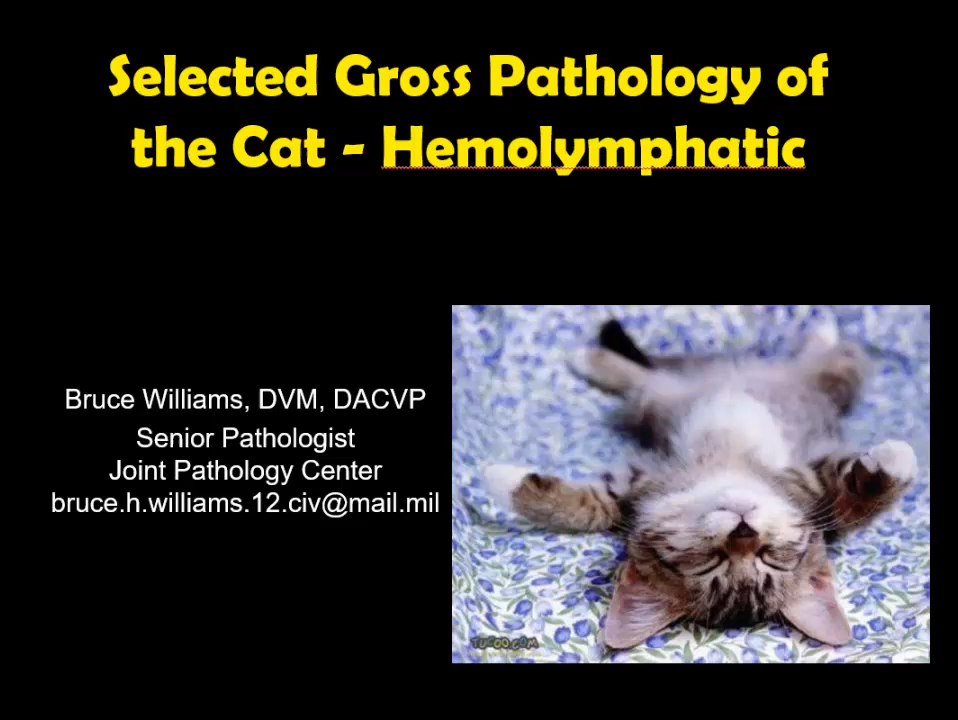 Selected Gross Pathology of
the Cat - Hemolymphatic
Bruce Williams, DVM, DACVP
Senior Pathologist
Joint Pathology Center
bruce.h.williams.12.civ@mail.mil